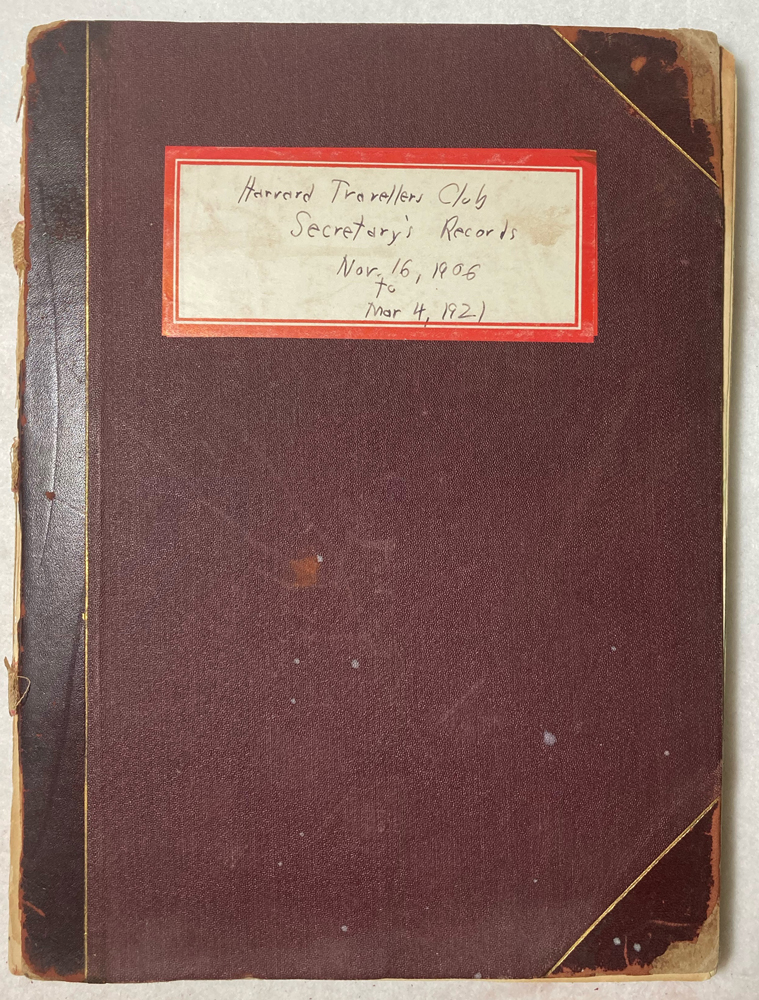 Harvard Travellers Club
Secretary's Records
Nov. 16, 1906
to
Mar 4, 1921